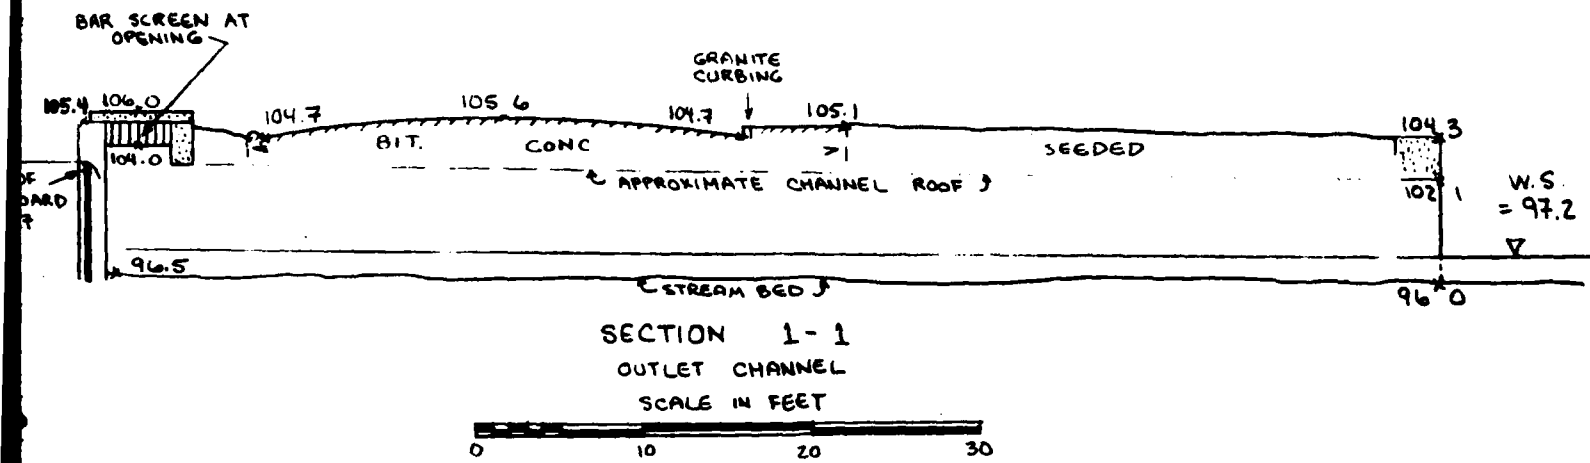 BAR SCREEN AT
OPENING
GRANITE
CURBING
105.4
106.0
104.7
105.6
104.7
105.1
104.3
BIT. CONC
SEEDED
104.0
APPROXIMATE CHANNEL ROOF
102.1
W.S.
= 97.2
96.5
STREAM BED
96.0
SECTION 1-1
OUTLET CHANNEL
SCALE IN FEET
0 10 20 30